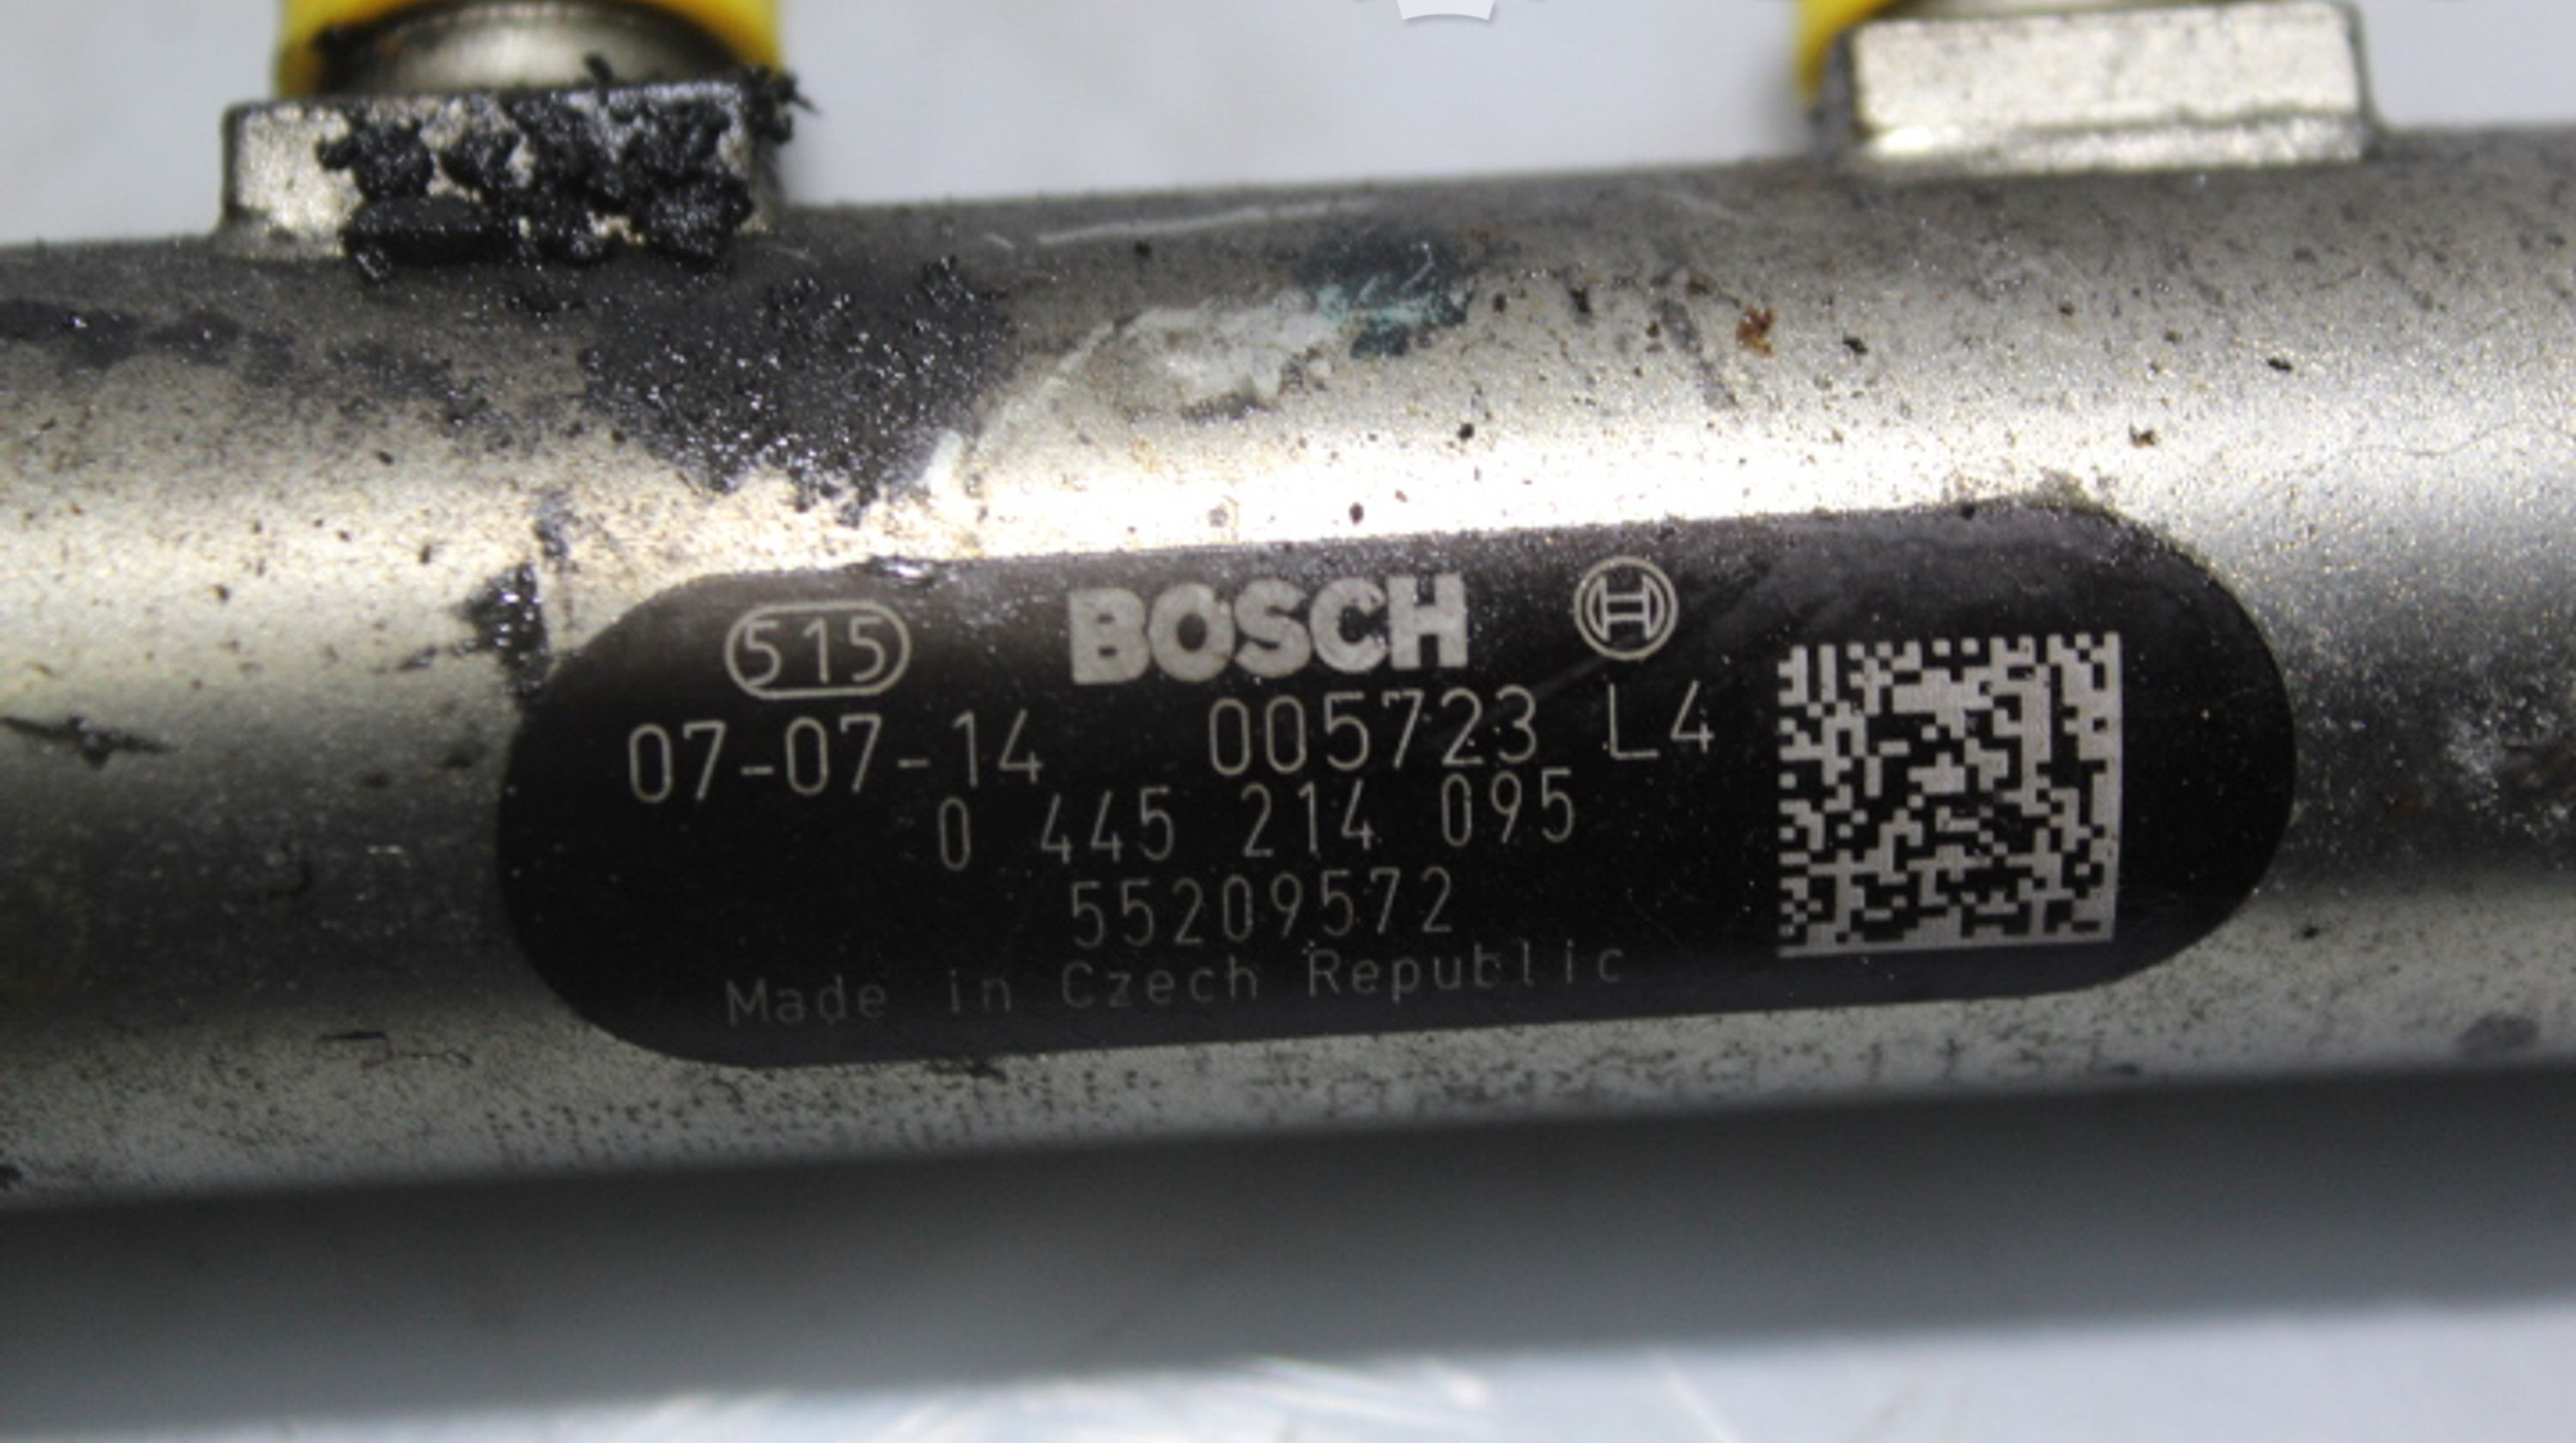 515 BOSCH
07-07-14 005723 L4
0 445 214 095
55209572
Made in Czech Republic